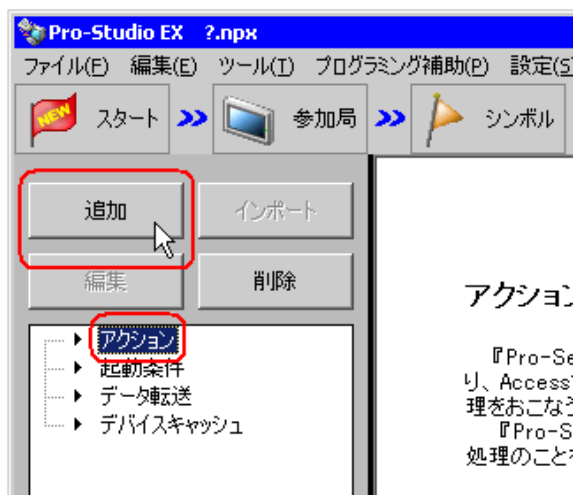 Pro-Studio EX ?.npx
ファイル(F) 編集(E) ツール(T) プログラミング補助(P) 設定(S
NEW スタート 参加局 シンボル
追加 インポート
編集 削除
アクション
起動条件
データ転送
デバイスキャッシュ
アクション
『Pro-Se
り、Access
理をおこなう
『Pro-S
処理のことを